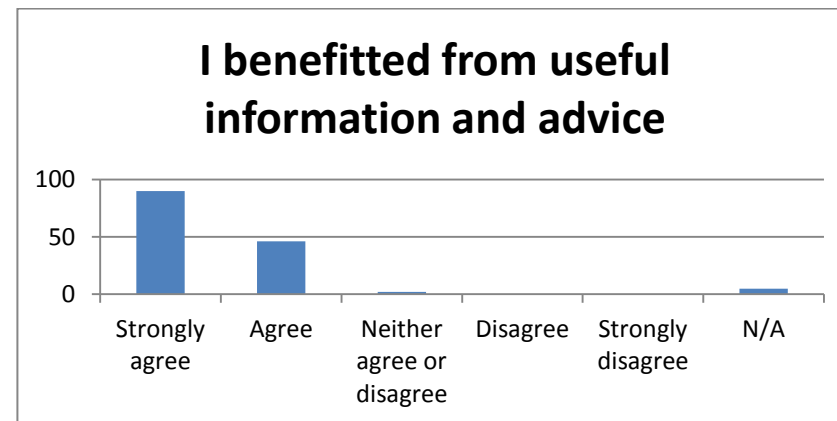 I benefitted from useful
information and advice
100
50
0
Strongly
agree
Agree
Neither
agree or
disagree
Disagree
Strongly
disagree
N/A